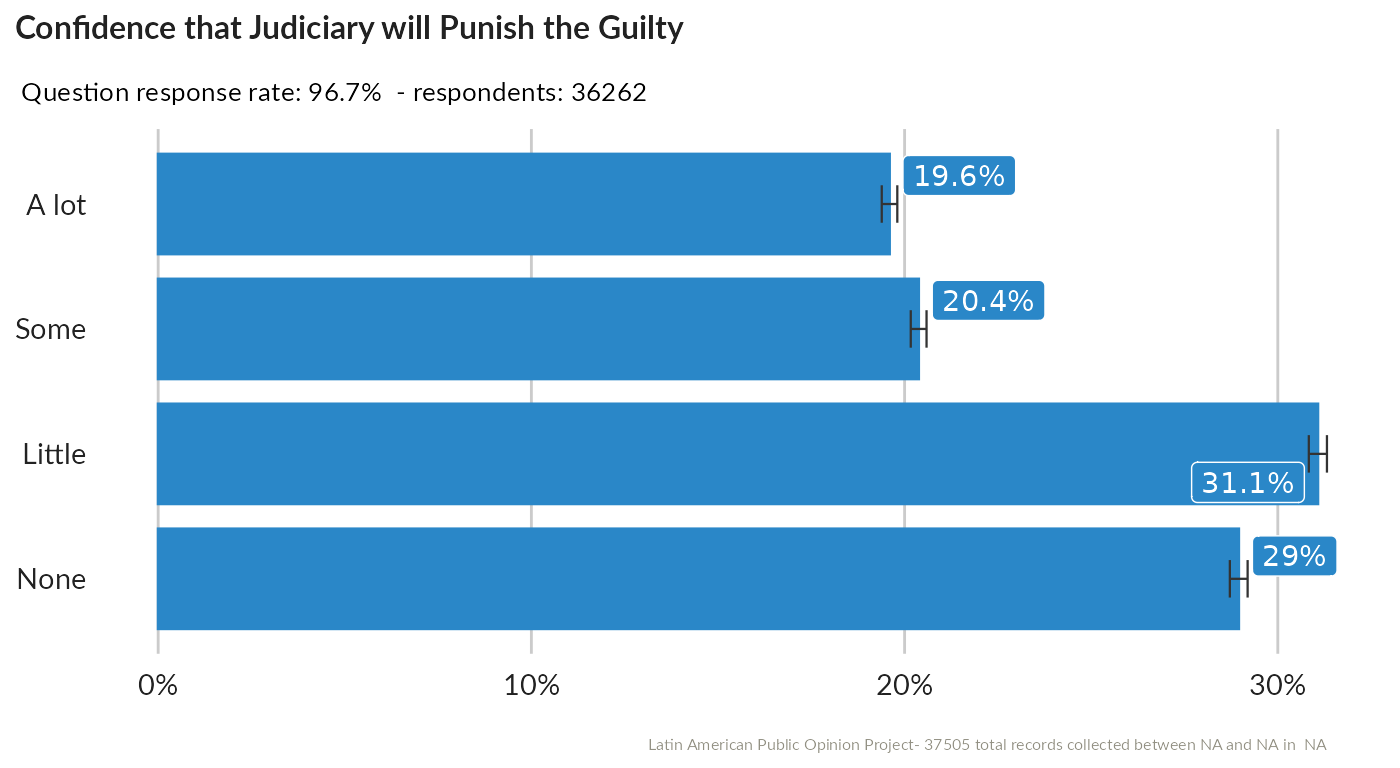 Confidence that Judiciary will Punish the Guilty
Question response rate: 96.7%  - respondents: 36262
A lot
19.6%
Some
20.4%
Little
31.1%
None
29%
0%
10%
20%
30%
Latin American Public Opinion Project- 37505 total records collected between NA and NA in  NA